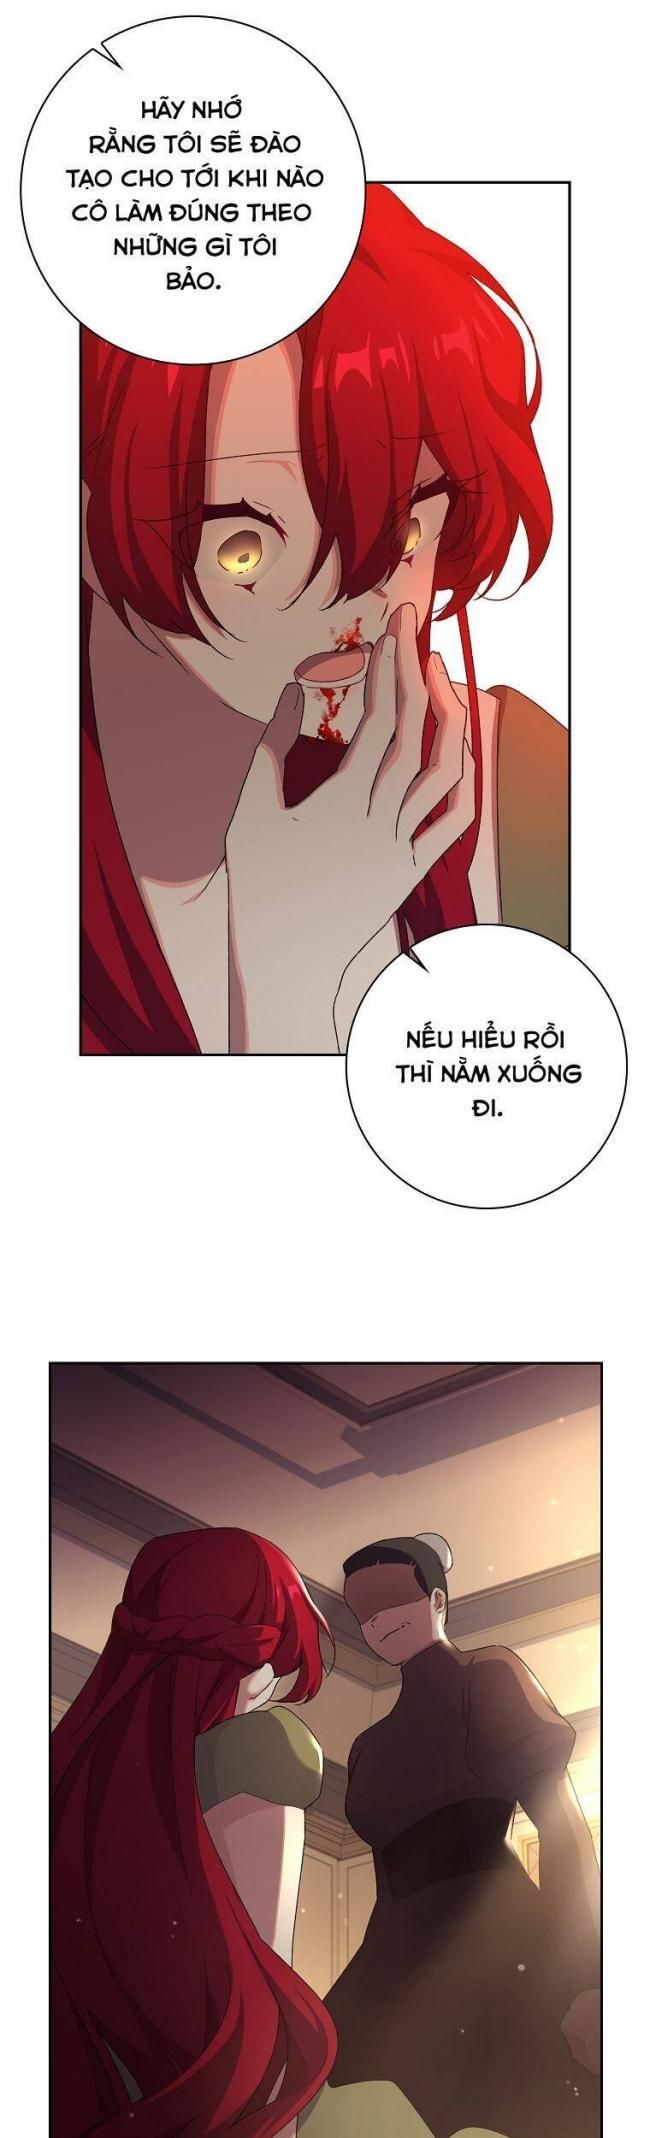 HÃY NHỚ
RẰNG TÔI SẼ ĐÀO
TẠO CHO TỚI KHI NÀO
CÔ LÀM ĐÚNG THEO
NHỮNG GÌ TÔI
BẢO.
NẾU HIỂU RỒI
THÌ NẰM XUỐNG
ĐI.